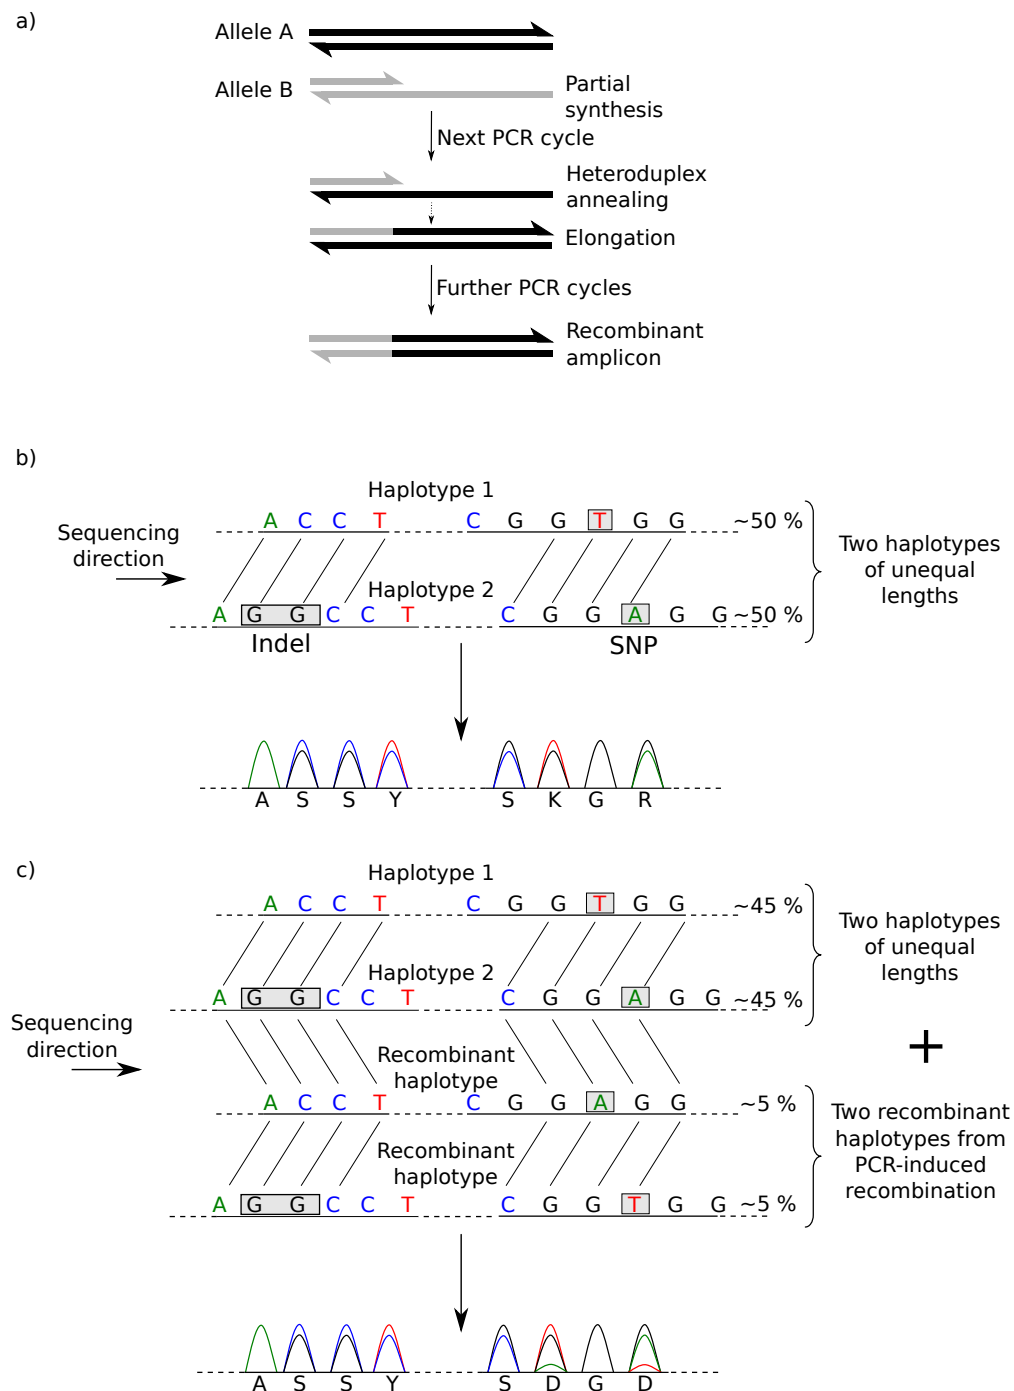 a)
Allele A
Allele B
Partial
synthesis
Next PCR cycle
Heteroduplex
annealing
Elongation
Further PCR cycles
Recombinant
amplicon
b)
Haplotype 1
Sequencing
direction
A C C T C G G T G G ~50 %
Two haplotypes
of unequal
lengths
Haplotype 2
A G G C C T C G G A G G ~50 %
Indel SNP
A S S Y S K G R
c)
Haplotype 1
A C C T C G G T G G ~45 %
Two haplotypes
of unequal
lengths
Haplotype 2
A G G C C T C G G A G G ~45 %
Sequencing
direction
+
Recombinant
haplotype
A C C T C G G A G G ~5 %
Two recombinant
haplotypes from
PCR-induced
recombination
Recombinant
haplotype
A G G C C T C G G T G G ~5 %
A S S Y S D G D